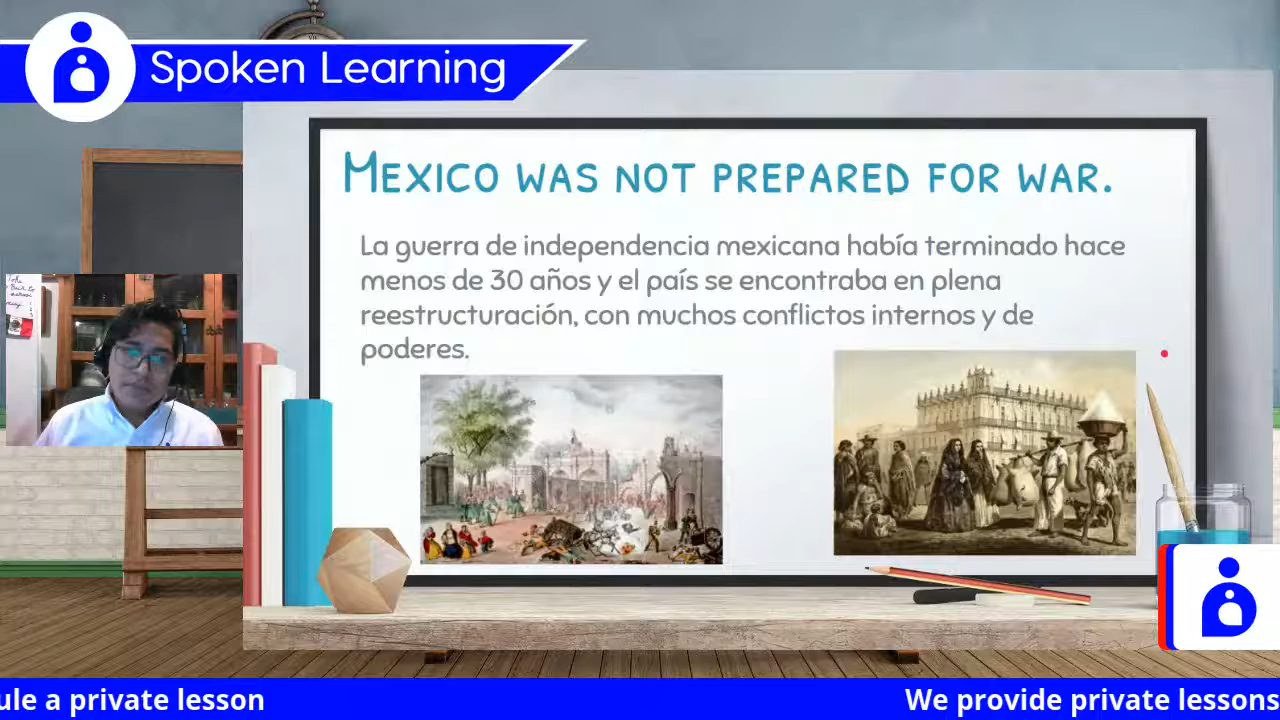 Spoken Learning
MEXICO WAS NOT PREPARED FOR WAR.
La guerra de independencia mexicana había terminado hace
menos de 30 años y el país se encontraba en plena
reestructuración, con muchos conflictos internos y de
poderes.
ule a private lesson
We provide private lessons